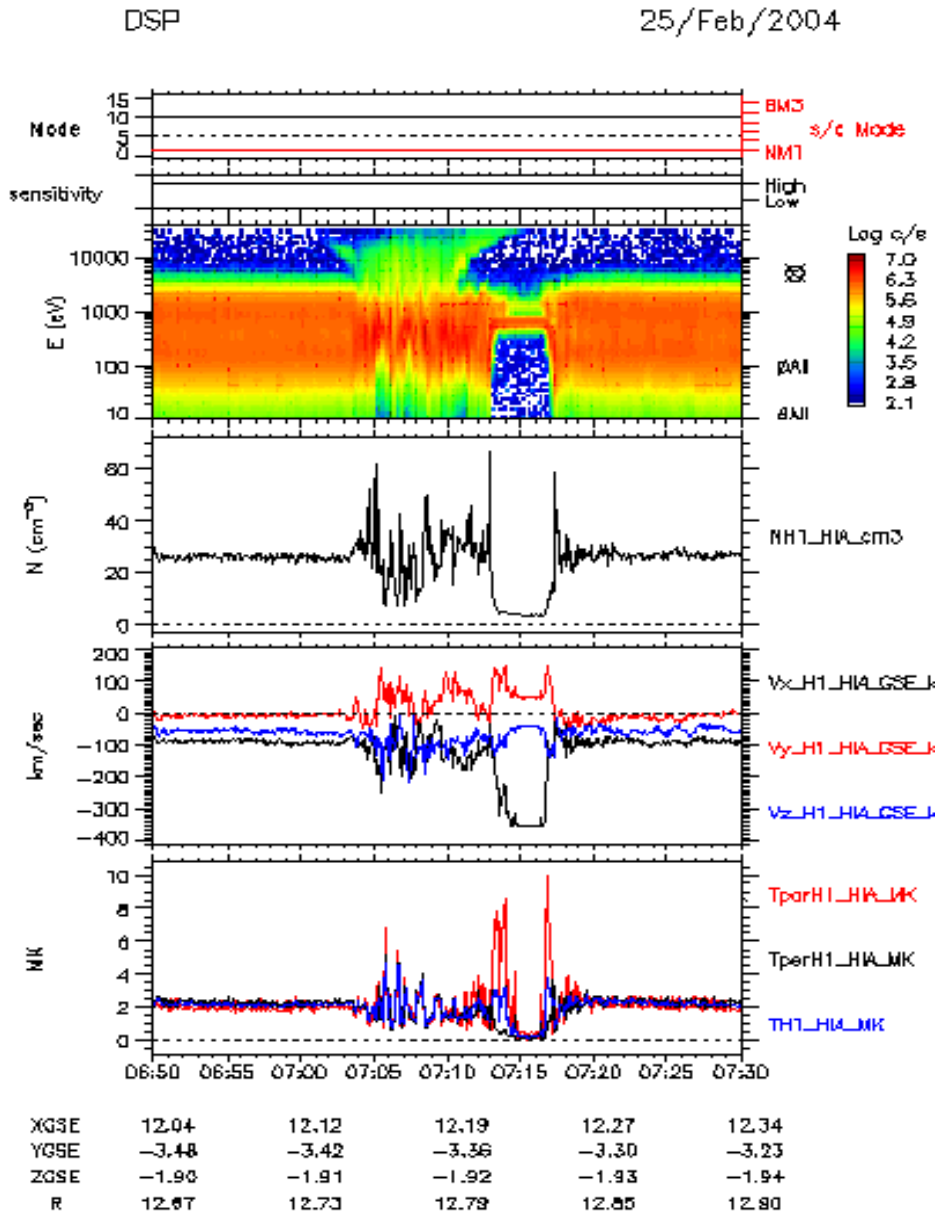 DSP 25/Feb/2004
15
10
5
0
Mode
BM3
s/c Mode
NM1
sensitivity
High
Low
10000
1000
100
10
E (eV)
pAll
Log c/e
7.0
6.3
5.6
4.9
4.2
3.5
2.8
2.1
60
40
20
0
N (cm⁻³)
NH1_HIA_cm3
200
100
0
-100
-200
-300
-400
km/sec
Vx_H1_HIA_GSE_k
Vy_H1_HIA_GSE_k
Vz_H1_HIA_GSE_k
10
8
6
4
2
0
MK
TparH1_HIA_MK
TperH1_HIA_MK
TH1_HIA_MK
06:50 06:55 07:00 07:05 07:10 07:15 07:20 07:25 07:30
XGSE 12.04 12.12 12.19 12.27 12.34
YGSE -3.48 -3.42 -3.36 -3.30 -3.23
ZGSE -1.90 -1.91 -1.92 -1.93 -1.94
R 12.67 12.73 12.79 12.85 12.90